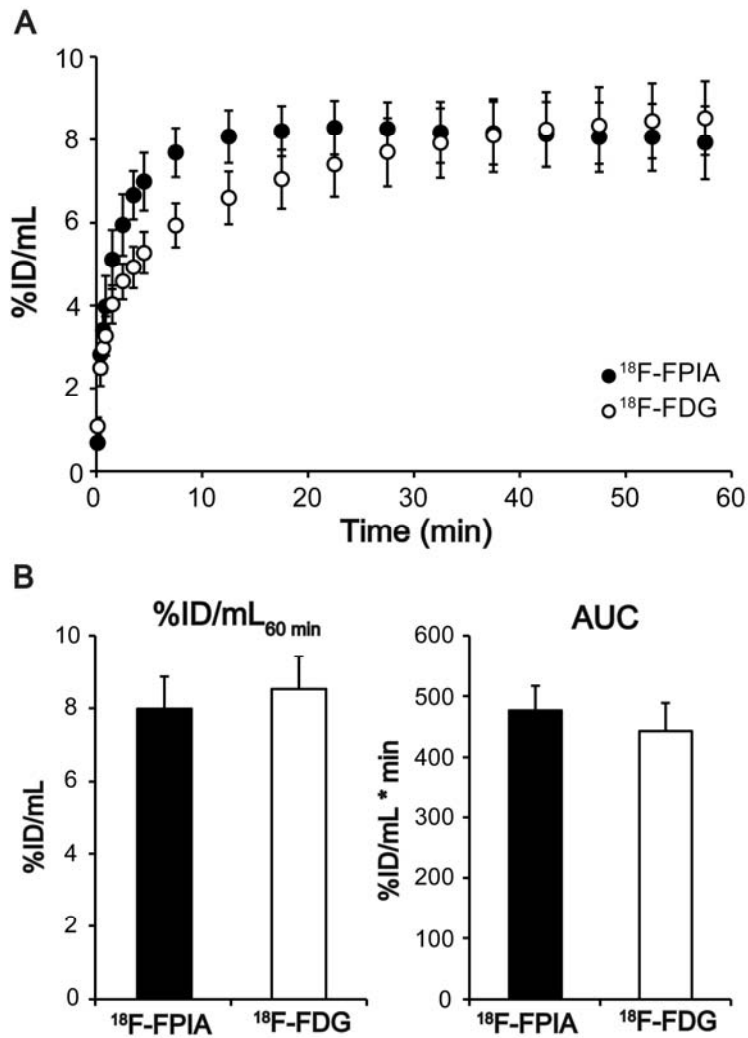 A
10
8
6
4
2
0
%ID/mL
¹⁸F-FPIA
¹⁸F-FDG
0 10 20 30 40 50 60
Time (min)
B
%ID/mL60 min
10
8
6
4
2
0
%ID/mL
¹⁸F-FPIA ¹⁸F-FDG
AUC
600
500
400
300
200
100
0
%ID/mL * min
¹⁸F-FPIA ¹⁸F-FDG